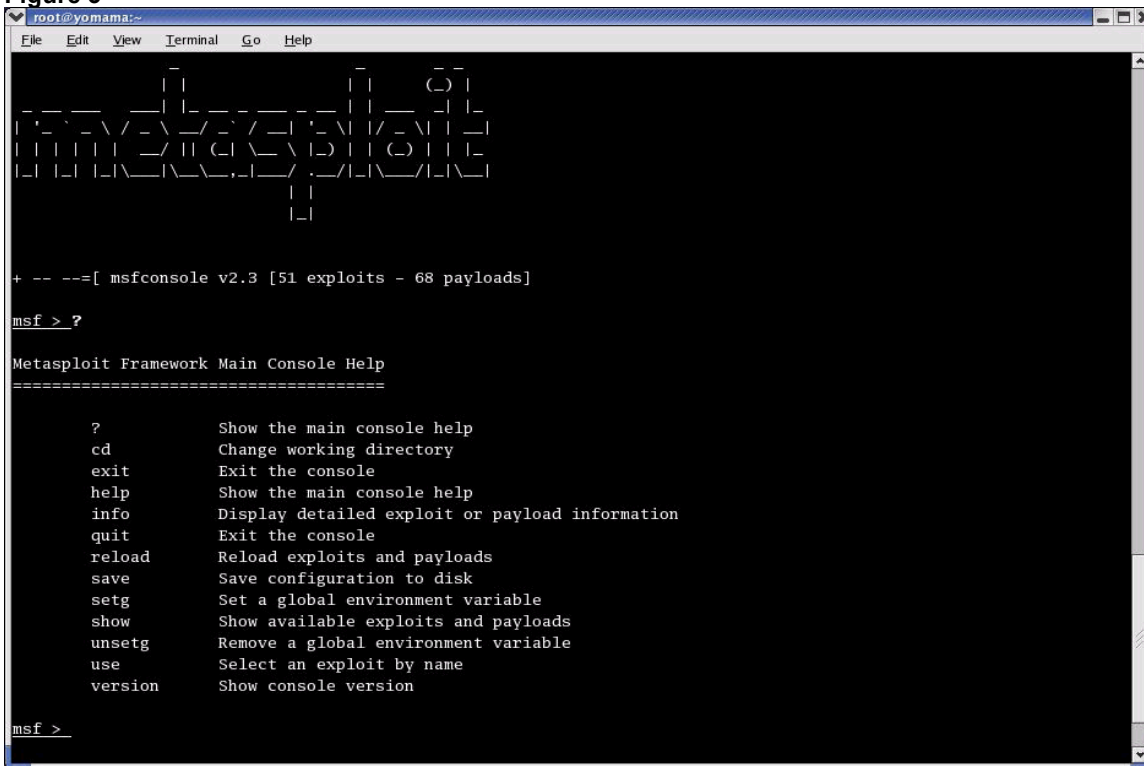 root@yomama:~
File Edit View Terminal Go Help
metasploit
+ -- --=[ msfconsole v2.3 [51 exploits - 68 payloads]
msf > ?
Metasploit Framework Main Console Help
======================================
? Show the main console help
cd Change working directory
exit Exit the console
help Show the main console help
info Display detailed exploit or payload information
quit Exit the console
reload Reload exploits and payloads
save Save configuration to disk
setg Set a global environment variable
show Show available exploits and payloads
unsetg Remove a global environment variable
use Select an exploit by name
version Show console version
msf >